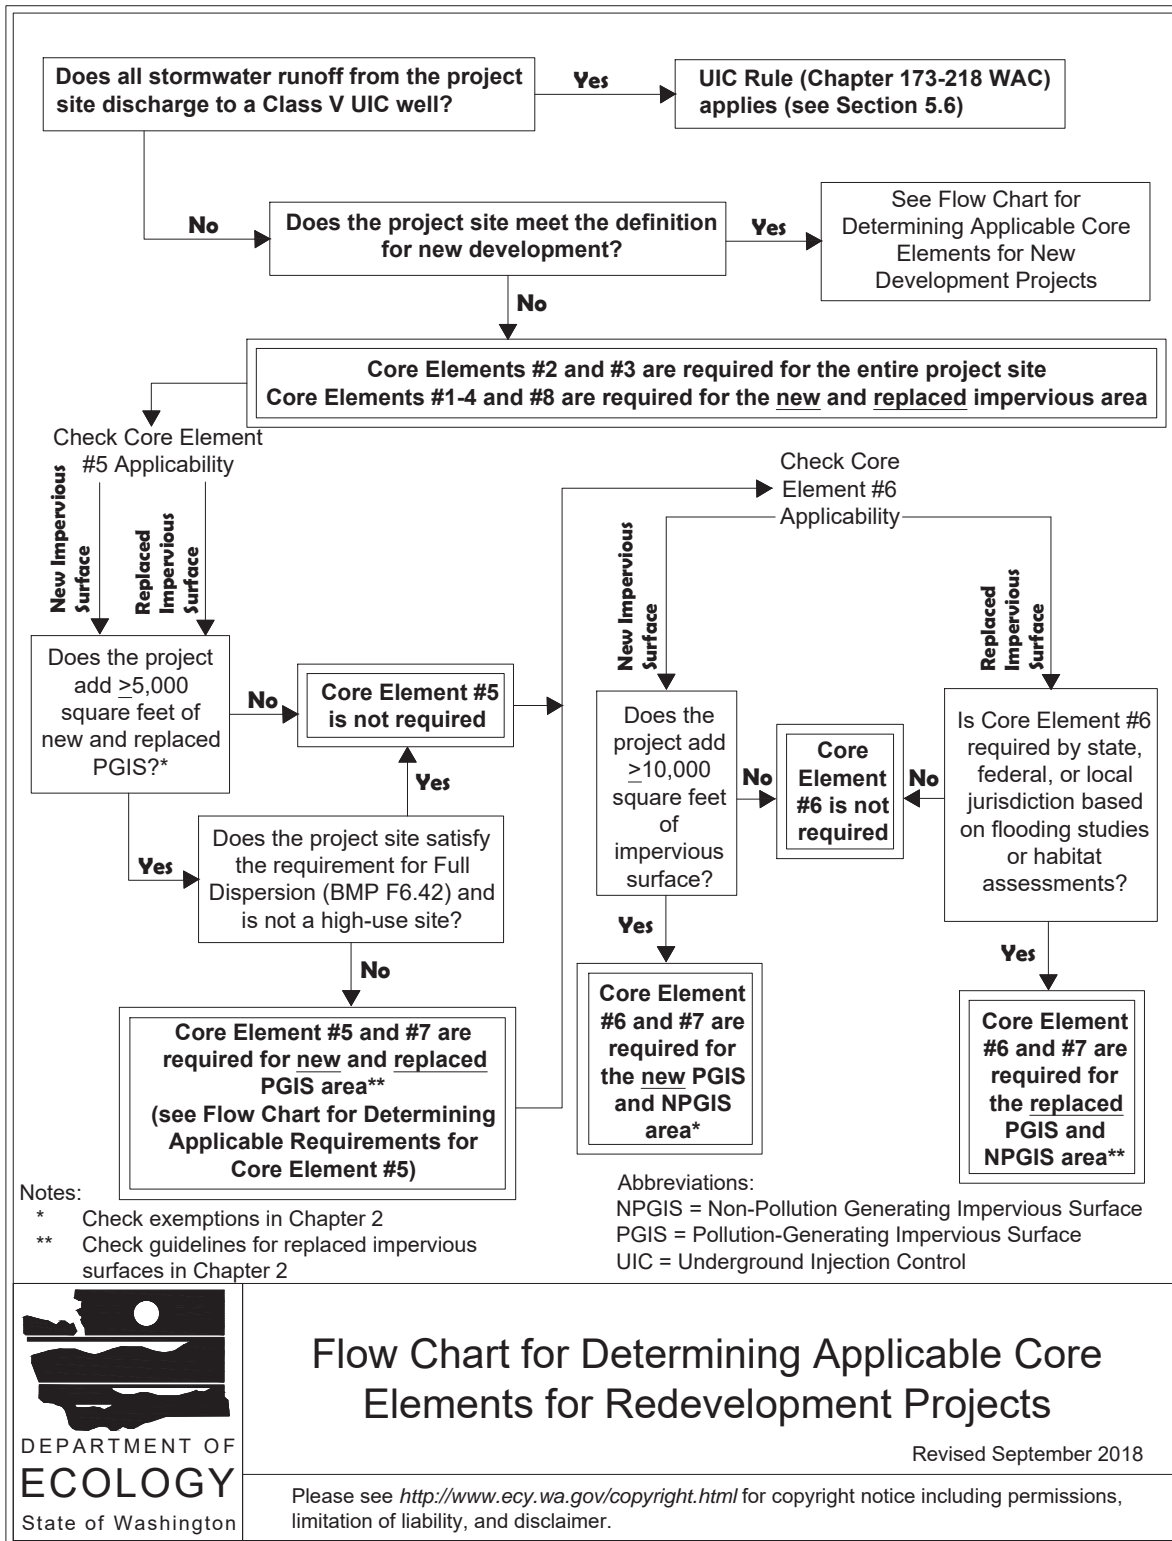 Does all stormwater runoff from the project
site discharge to a Class V UIC well?
Yes
UIC Rule (Chapter 173-218 WAC)
applies (see Section 5.6)
No
Does the project site meet the definition
for new development?
Yes
See Flow Chart for
Determining Applicable Core
Elements for New
Development Projects
No
Core Elements #2 and #3 are required for the entire project site
Core Elements #1-4 and #8 are required for the new and replaced impervious area
Check Core Element
#5 Applicability
New Impervious
Surface
Replaced
Impervious
Surface
Does the project
add ≥5,000
square feet of
new and replaced
PGIS?*
No
Core Element #5
is not required
Yes
Yes
Does the project site satisfy
the requirement for Full
Dispersion (BMP F6.42) and
is not a high-use site?
No
Core Element #5 and #7 are
required for new and replaced
PGIS area**
(see Flow Chart for Determining
Applicable Requirements for
Core Element #5)
Check Core
Element #6
Applicability
New Impervious
Surface
Replaced
Impervious
Surface
Does the
project add
≥10,000
square feet
of
impervious
surface?
No
Core
Element
#6 is not
required
No
Is Core Element #6
required by state,
federal, or local
jurisdiction based
on flooding studies
or habitat
assessments?
Yes
Core Element
#6 and #7 are
required for
the new PGIS
and NPGIS
area*
Yes
Core Element
#6 and #7 are
required for
the replaced
PGIS and
NPGIS area**
Notes:
* Check exemptions in Chapter 2
** Check guidelines for replaced impervious
surfaces in Chapter 2
Abbreviations:
NPGIS = Non-Pollution Generating Impervious Surface
PGIS = Pollution-Generating Impervious Surface
UIC = Underground Injection Control
DEPARTMENT OF
ECOLOGY
State of Washington
Flow Chart for Determining Applicable Core
Elements for Redevelopment Projects
Revised September 2018
Please see http://www.ecy.wa.gov/copyright.html for copyright notice including permissions,
limitation of liability, and disclaimer.